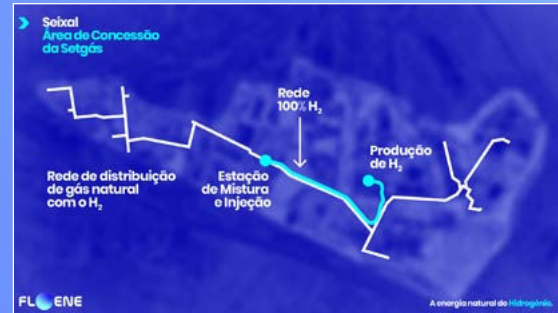 Seixal
Área de Concessão
da Setgás
Rede
100% H₂
Produção
de H₂
Rede de distribuição
de gás natural
com o H₂
Estação
de Mistura
e Injeção
FLOENE
A energia natural do Hidrogénio.